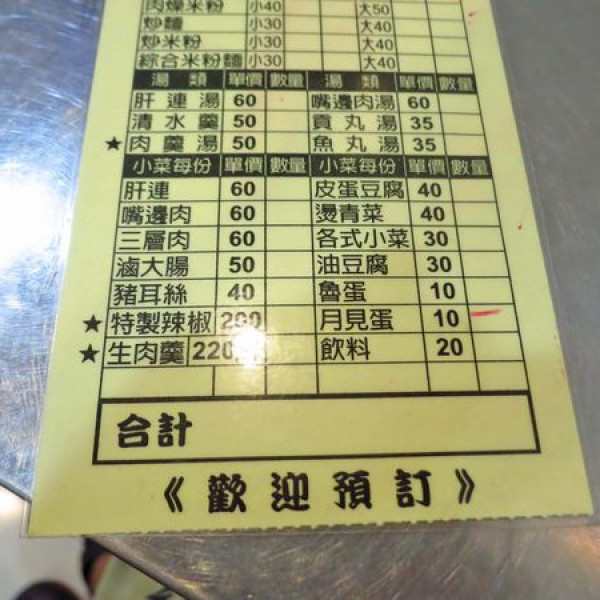 肉燥米粉 小40 大50
炒麵 小30 大40
炒米粉 小30 大40
綜合米粉麵 小30 大40
湯類 單價 數量 湯類 單價 數量
肝連湯 60 嘴邊肉湯 60
清水羹 50 貢丸湯 35
★ 肉羹湯 50 魚丸湯 35
小菜每份 單價 數量 小菜每份 單價 數量
肝連 60 皮蛋豆腐 40
嘴邊肉 60 燙青菜 40
三層肉 60 各式小菜 30
滷大腸 50 油豆腐 30
豬耳絲 40 魯蛋 10
★ 特製辣椒 月見蛋 10
★ 生肉羹 220 飲料 20
合計
《歡迎預訂》